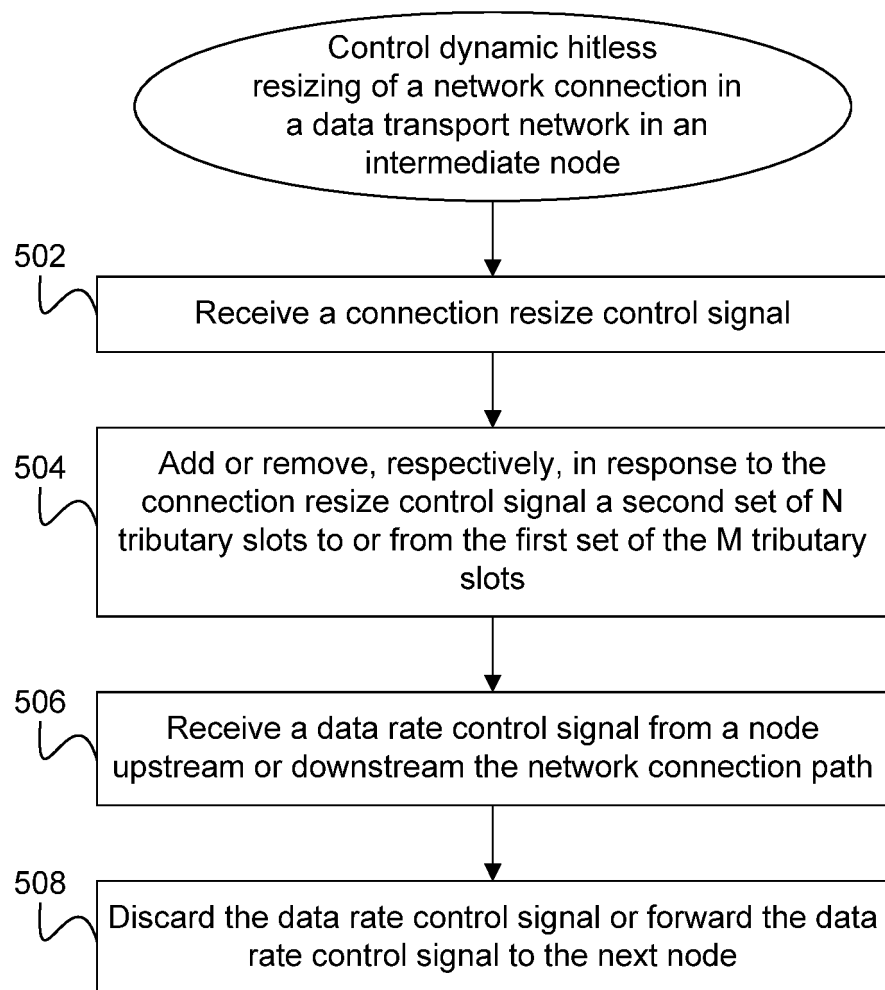 Control dynamic hitless
resizing of a network connection in
a data transport network in an
intermediate node
502
Receive a connection resize control signal
504
Add or remove, respectively, in response to the
connection resize control signal a second set of N
tributary slots to or from the first set of the M tributary
slots
506
Receive a data rate control signal from a node
upstream or downstream the network connection path
508
Discard the data rate control signal or forward the data
rate control signal to the next node